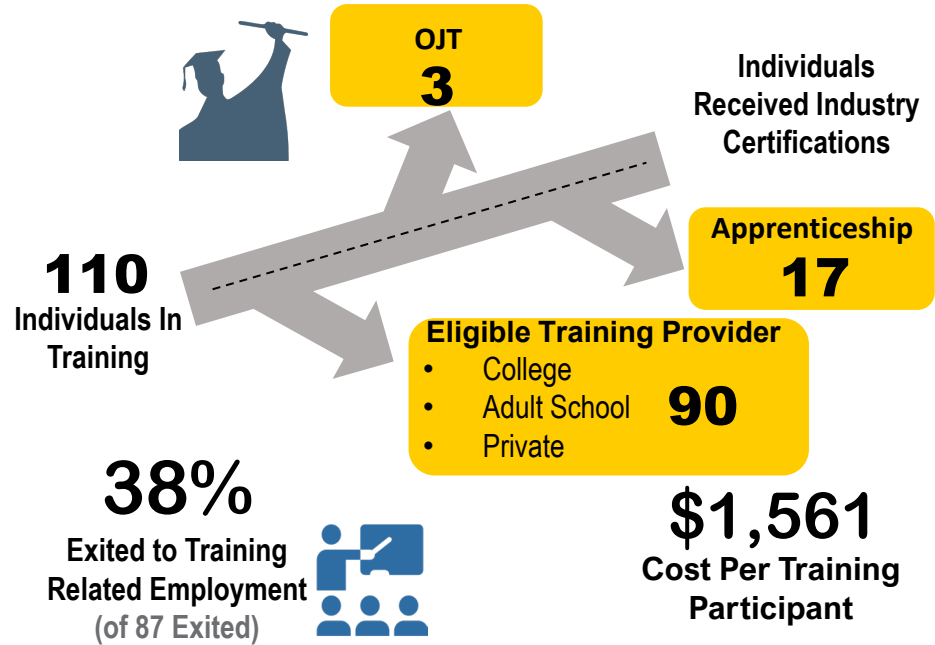 OJT
3
Individuals
Received Industry
Certifications
Apprenticeship
17
110
Individuals In
Training
Eligible Training Provider
• College
• Adult School
• Private
90
38%
Exited to Training
Related Employment
(of 87 Exited)
$1,561
Cost Per Training
Participant